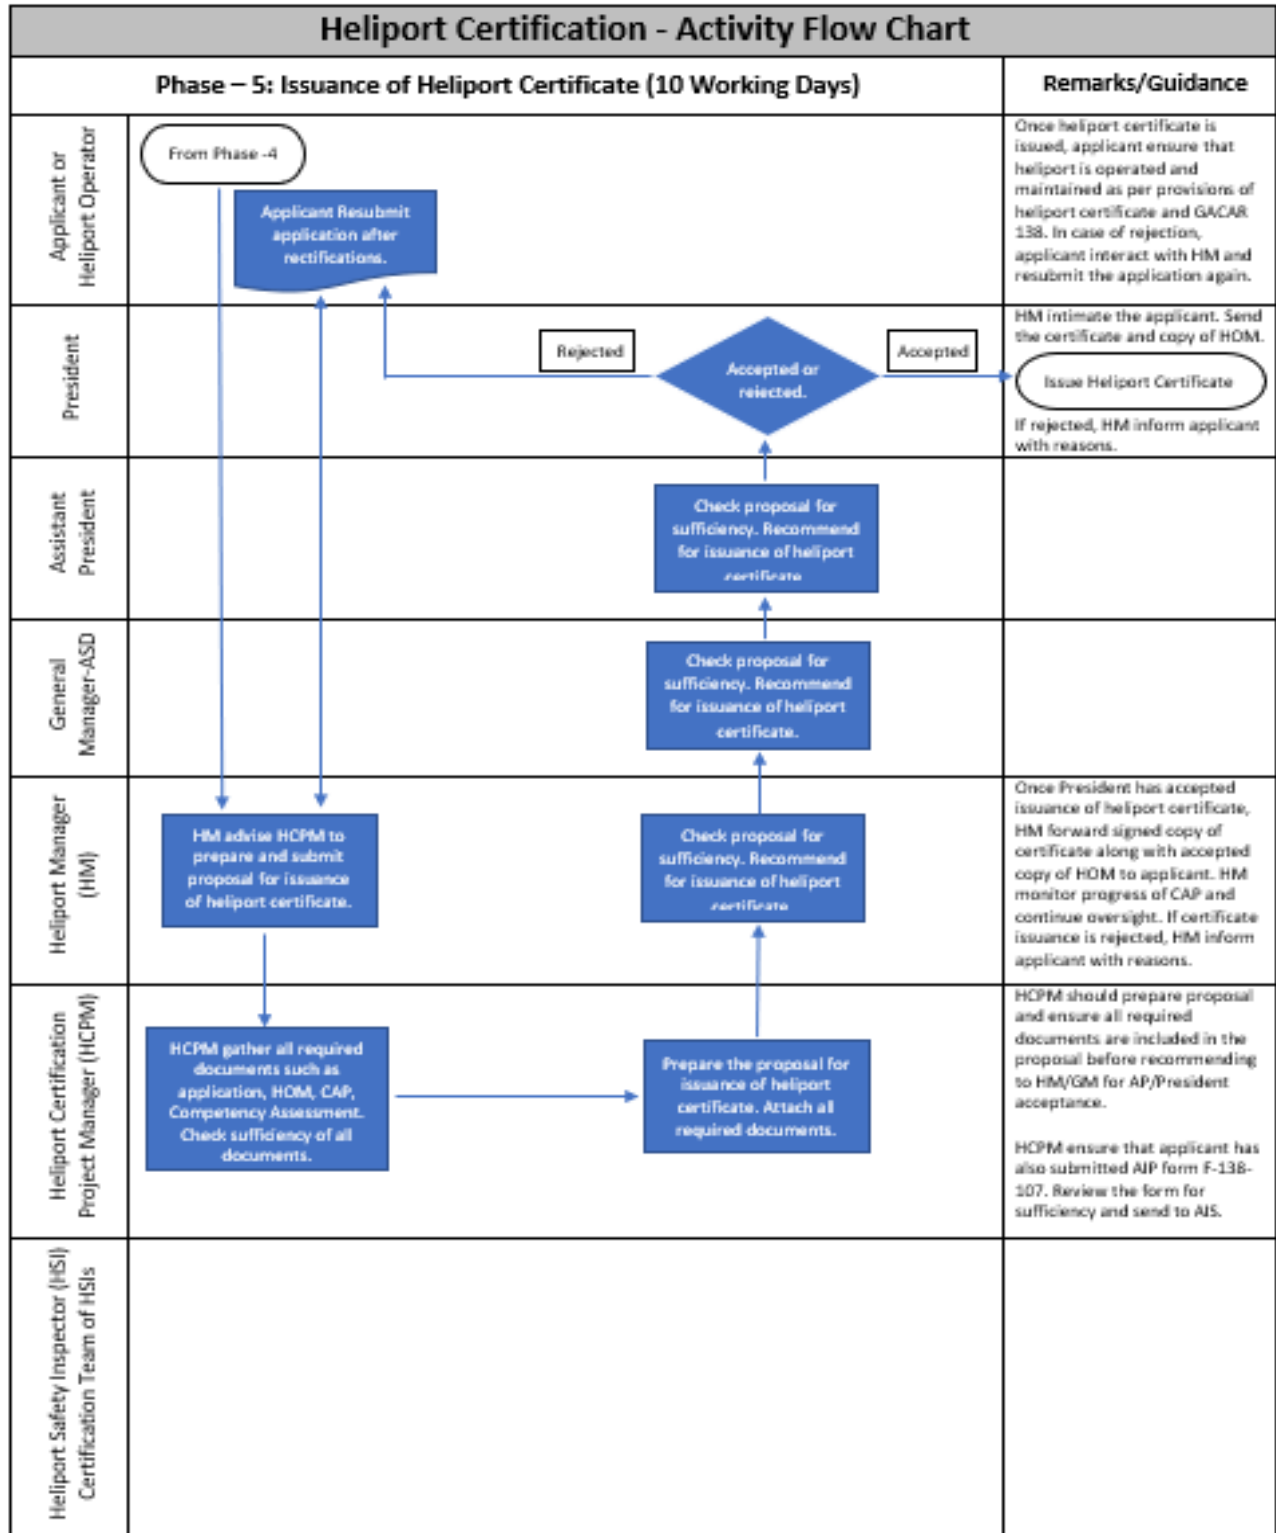 Heliport Certification - Activity Flow Chart
Phase – 5: Issuance of Heliport Certificate (10 Working Days)
Remarks/Guidance
Applicant or
Heliport Operator
From Phase -4
Applicant Resubmit
application after
rectifications.
Once heliport certificate is
issued, applicant ensure that
heliport is operated and
maintained as per provisions of
heliport certificate and GACAR
138. In case of rejection,
applicant interact with HM and
resubmit the application again.
President
Rejected
Accepted or
rejected.
Accepted
HM intimate the applicant. Send
the certificate and copy of HOM.
Issue Heliport Certificate
If rejected, HM inform applicant
with reasons.
Assistant
President
Check proposal for
sufficiency. Recommend
for issuance of heliport
certificate
General
Manager-ASD
Check proposal for
sufficiency. Recommend
for issuance of heliport
certificate.
Heliport Manager
(HM)
HM advise HCPM to
prepare and submit
proposal for issuance
of heliport certificate.
Check proposal for
sufficiency. Recommend
for issuance of heliport
certificate
Once President has accepted
issuance of heliport certificate,
HM forward signed copy of
certificate along with accepted
copy of HOM to applicant. HM
monitor progress of CAP and
continue oversight. If certificate
issuance is rejected, HM inform
applicant with reasons.
Heliport Certification
Project Manager (HCPM)
HCPM gather all required
documents such as
application, HOM, CAP,
Competency Assessment.
Check sufficiency of all
documents.
Prepare the proposal for
issuance of heliport
certificate. Attach all
required documents.
HCPM should prepare proposal
and ensure all required
documents are included in the
proposal before recommending
to HM/GM for AP/President
acceptance.
HCPM ensure that applicant has
also submitted AIP form F-138-
107. Review the form for
sufficiency and send to AIS.
Heliport Safety Inspector (HSI)
Certification Team of HSIs